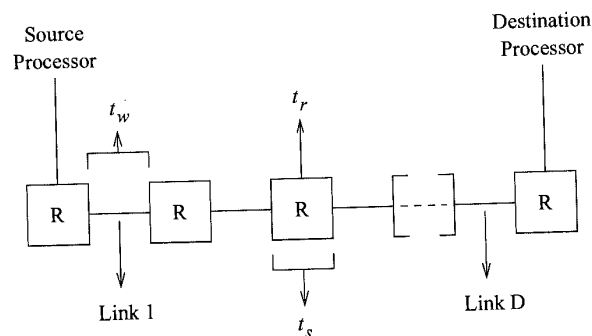 Source
Processor
Destination
Processor
t_w
t_r
R
R
R
R
Link 1
t_s
Link D